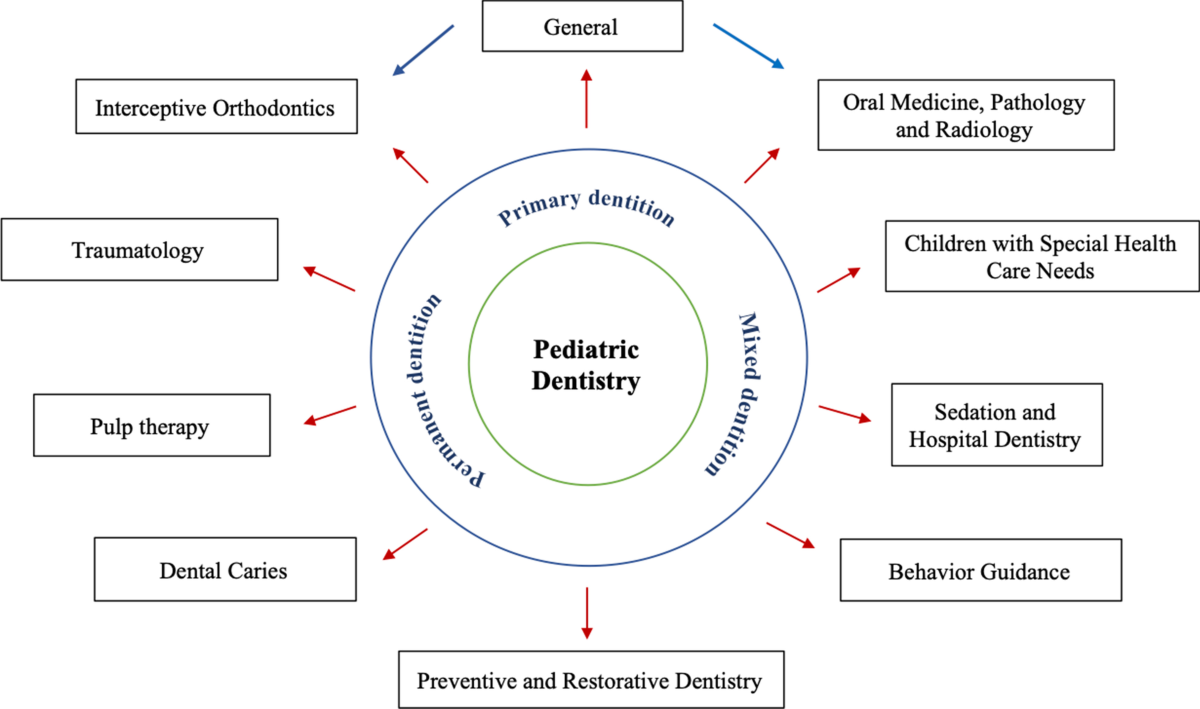 General
Interceptive Orthodontics
Oral Medicine, Pathology
and Radiology
Primary dentition
Traumatology
Children with Special Health
Care Needs
Permanent dentition
Pediatric
Dentistry
Mixed dentition
Pulp therapy
Sedation and
Hospital Dentistry
Dental Caries
Behavior Guidance
Preventive and Restorative Dentistry